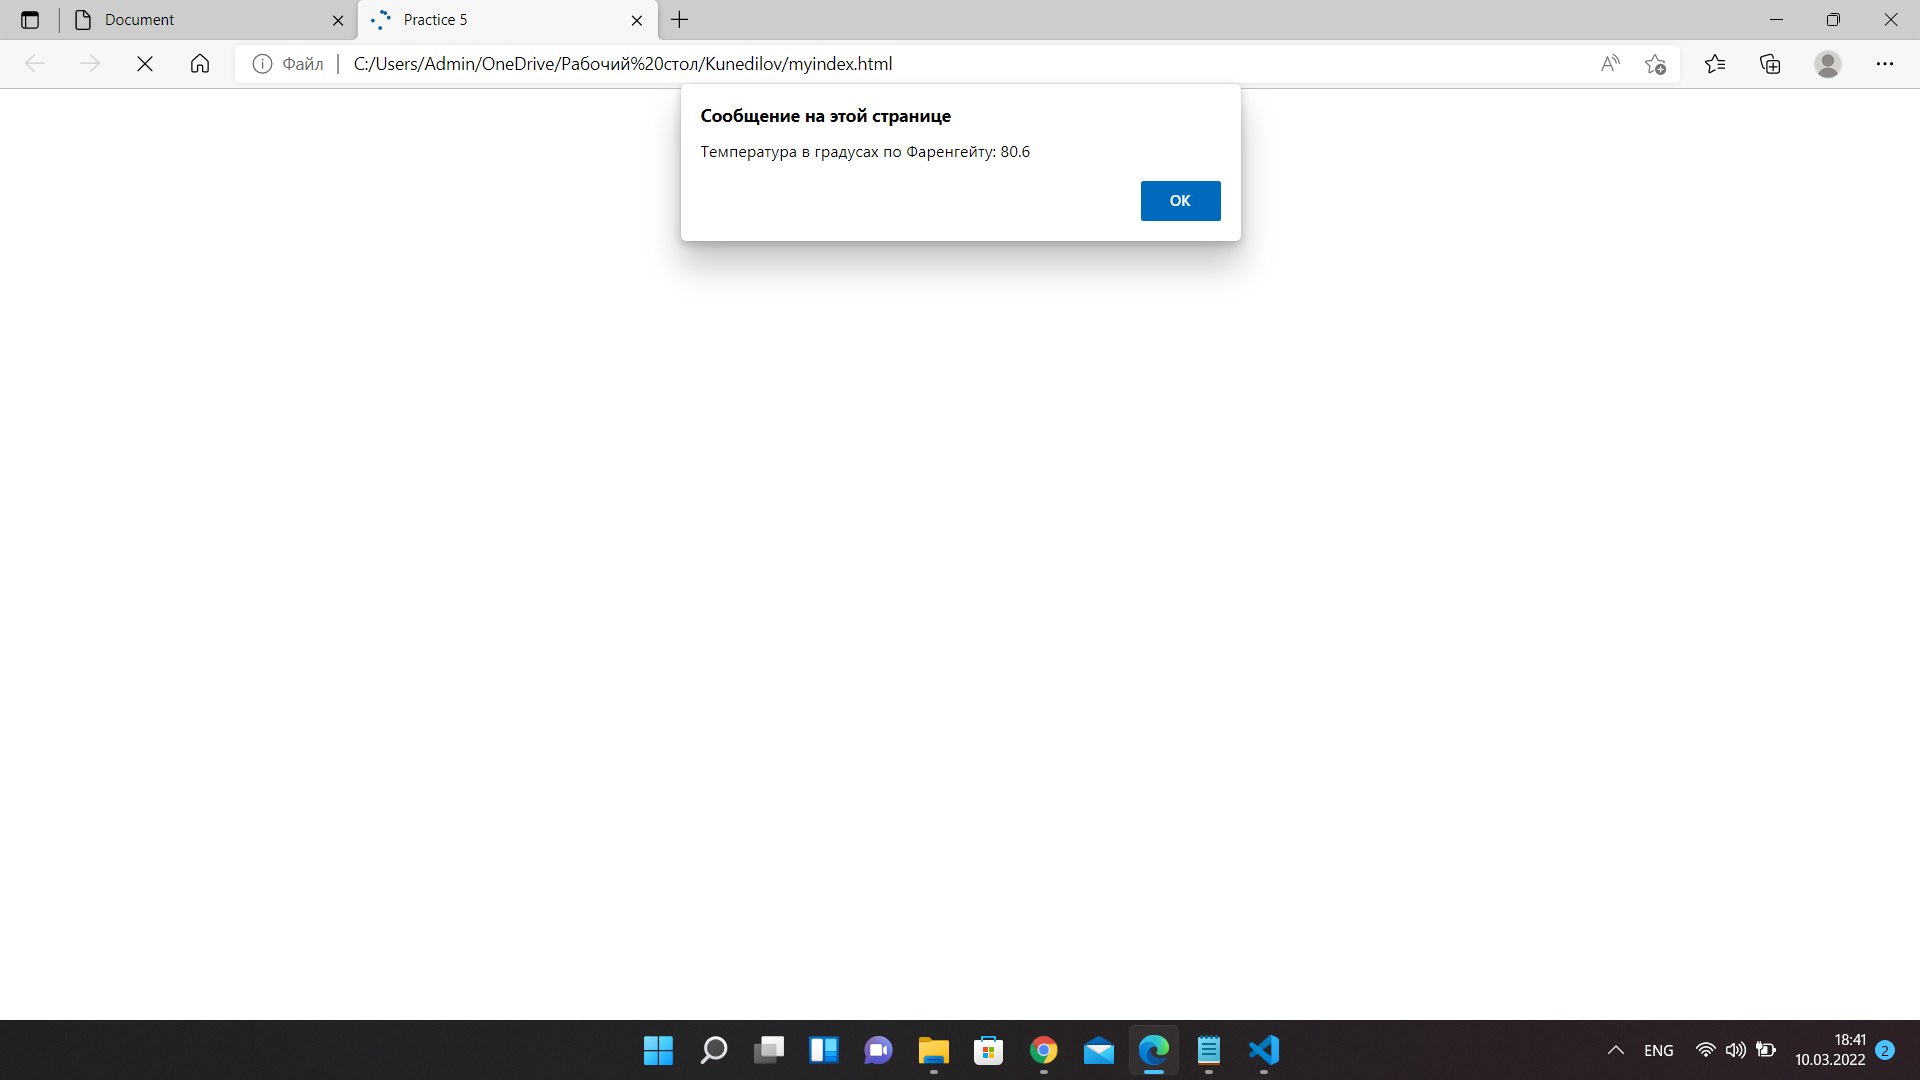 Document
Practice 5
Файл
C:/Users/Admin/OneDrive/Рабочий%20стол/Kunedilov/myindex.html
Сообщение на этой странице
Температура в градусах по Фаренгейту: 80.6
ОК
ENG
18:41
10.03.2022
2